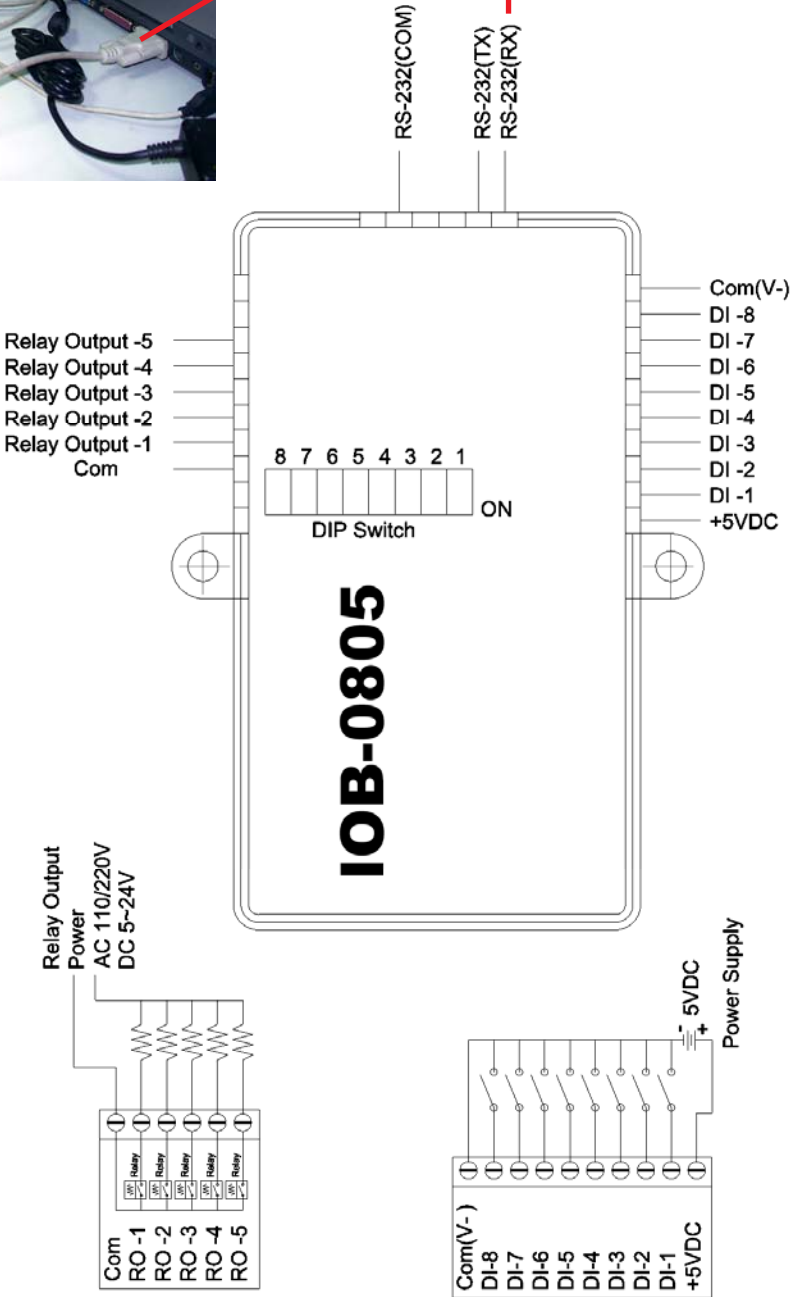 RS-232(COM)
RS-232(TX)
RS-232(RX)
Relay Output -5
Relay Output -4
Relay Output -3
Relay Output -2
Relay Output -1
Com
Com(V-)
DI -8
DI -7
DI -6
DI -5
DI -4
DI -3
DI -2
DI -1
+5VDC
8 7 6 5 4 3 2 1
ON
DIP Switch
IOB-0805
Relay Output
Power
AC 110/220V
DC 5~24V
Relay
Relay
Relay
Relay
Relay
Com
RO -1
RO -2
RO -3
RO -4
RO -5
- +
5VDC
Power Supply
Com(V- )
DI-8
DI-7
DI-6
DI-5
DI-4
DI-3
DI-2
DI-1
+5VDC